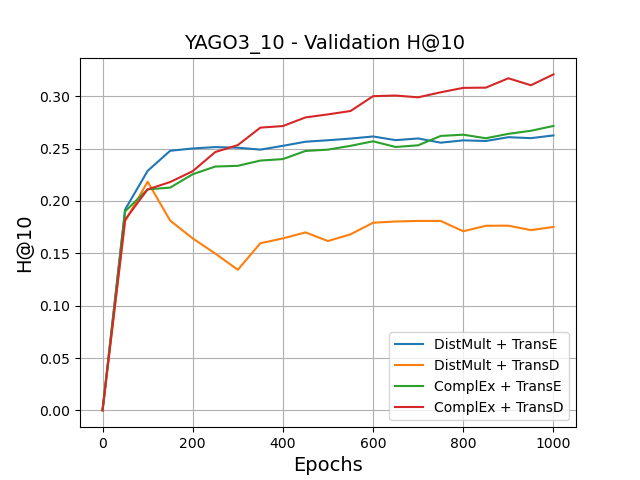 YAGO3_10 - Validation H@10
H@10
0.30
0.25
0.20
0.15
0.10
0.05
0.00
DistMult + TransE
DistMult + TransD
ComplEx + TransE
ComplEx + TransD
0 200 400 600 800 1000
Epochs